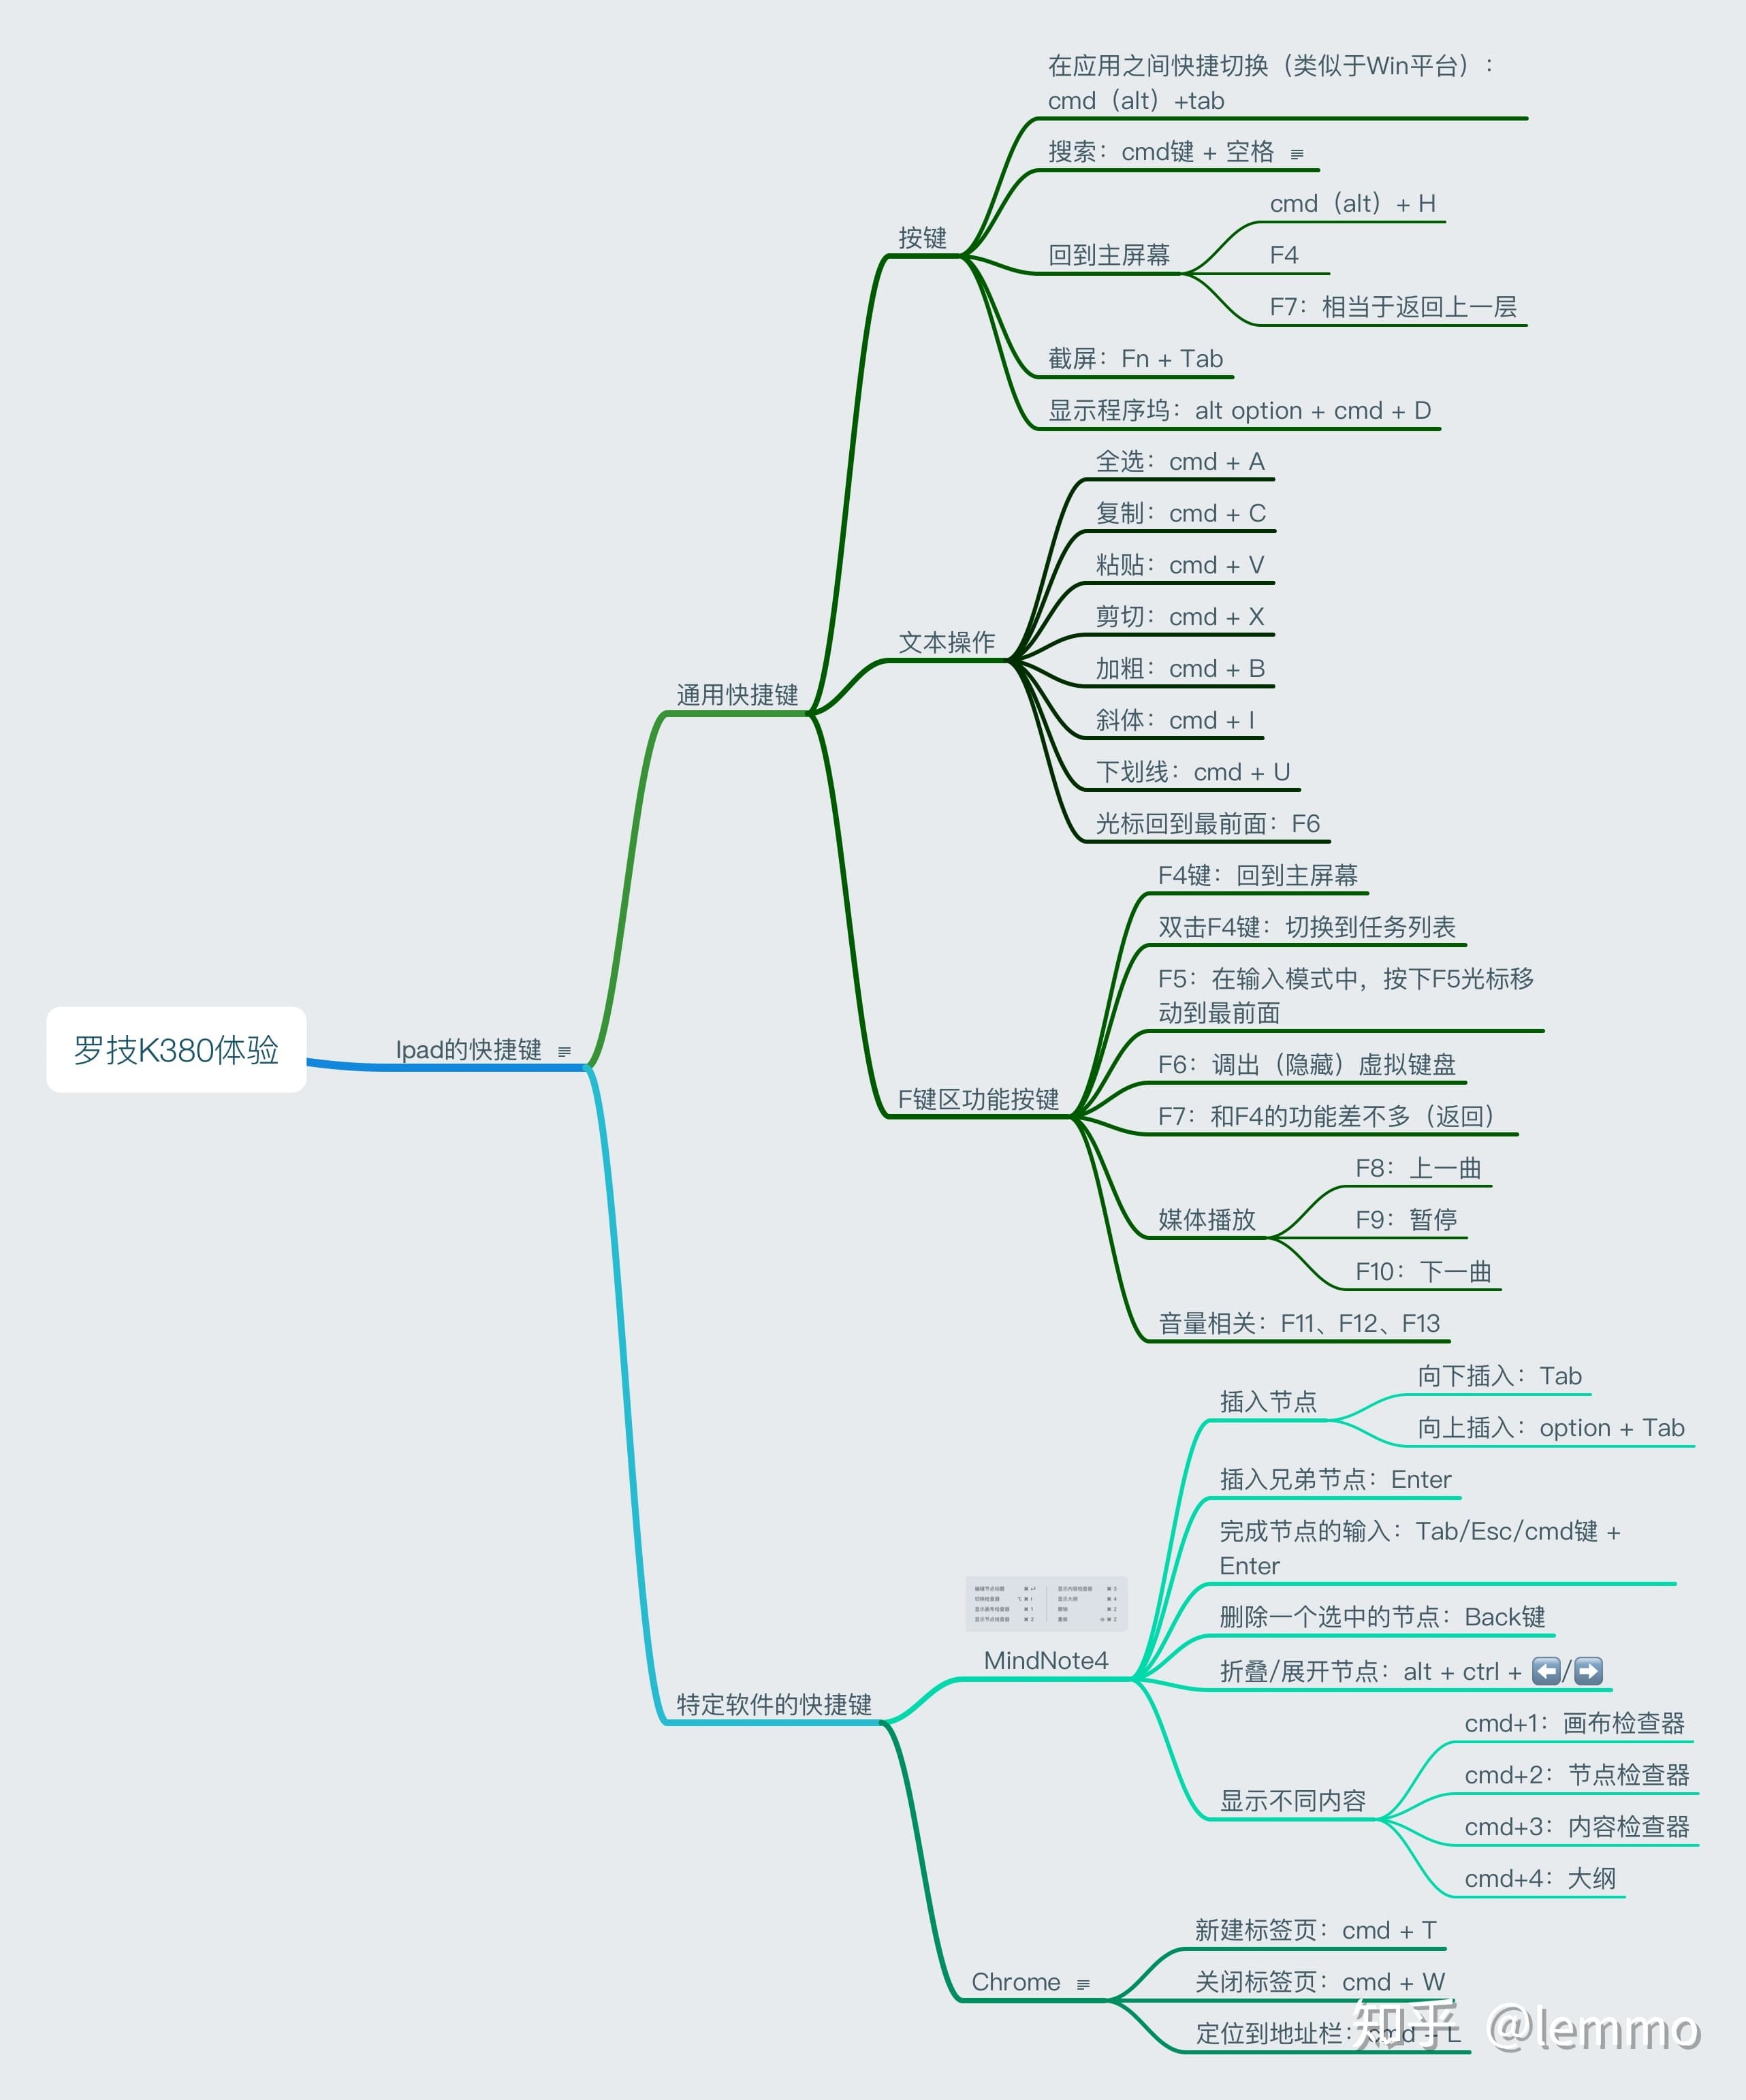 罗技K380体验
Ipad的快捷键
通用快捷键
按键
在应用之间快捷切换（类似于Win平台）：
cmd（alt）+tab
搜索：cmd键 + 空格
回到主屏幕
cmd（alt）+ H
F4
F7：相当于返回上一层
截屏：Fn + Tab
显示程序坞：alt option + cmd + D
文本操作
全选：cmd + A
复制：cmd + C
粘贴：cmd + V
剪切：cmd + X
加粗：cmd + B
斜体：cmd + I
下划线：cmd + U
光标回到最前面：F6
F键区功能按键
F4键：回到主屏幕
双击F4键：切换到任务列表
F5：在输入模式中，按下F5光标移
动到最前面
F6：调出（隐藏）虚拟键盘
F7：和F4的功能差不多（返回）
媒体播放
F8：上一曲
F9：暂停
F10：下一曲
音量相关：F11、F12、F13
特定软件的快捷键
MindNote4
插入节点
向下插入：Tab
向上插入：option + Tab
插入兄弟节点：Enter
完成节点的输入：Tab/Esc/cmd键 +
Enter
删除一个选中的节点：Back键
折叠/展开节点：alt + ctrl + ⬅️/➡️
显示不同内容
cmd+1：画布检查器
cmd+2：节点检查器
cmd+3：内容检查器
cmd+4：大纲
Chrome
新建标签页：cmd + T
关闭标签页：cmd + W
定位到地址栏：cmd + L
知乎 @lemmo